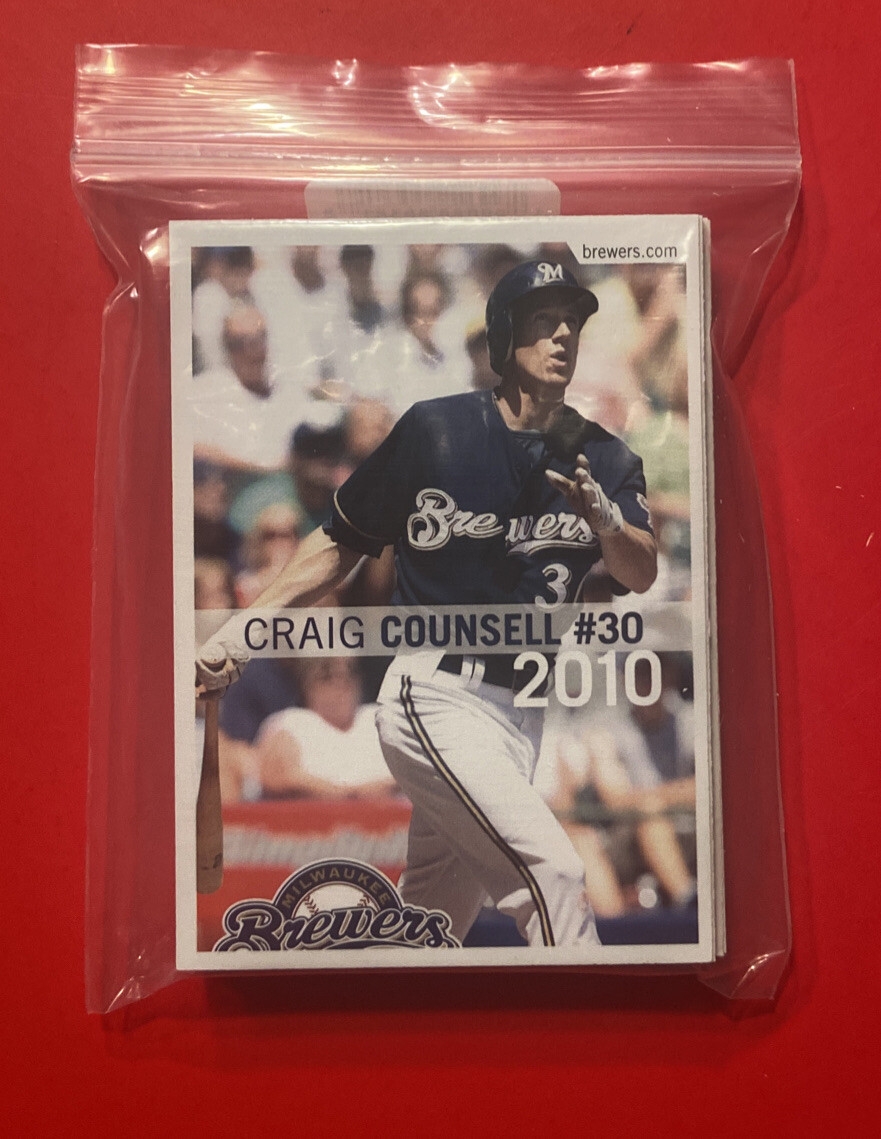 brewers.com
M
Brewers
3
CRAIG COUNSELL #30
2010
MILWAUKEE
Brewers